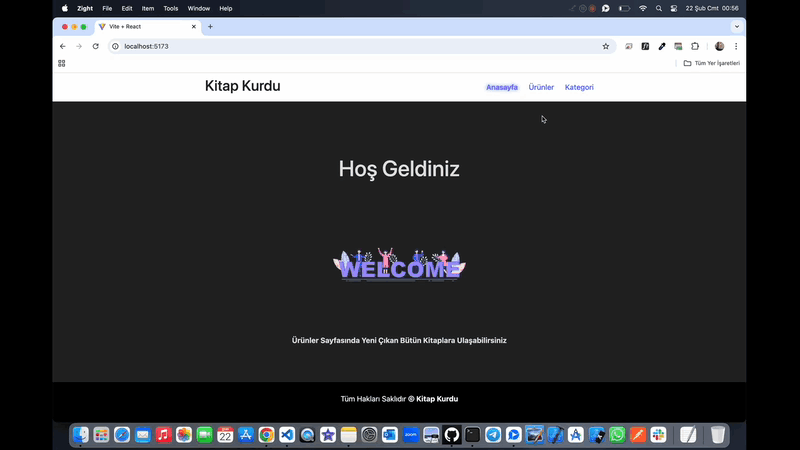 Zight File Edit Item Tools Window Help 22 Şub Cmt 00:56
Vite + React
localhost:5173
Tüm Yer İşaretleri
Kitap Kurdu Anasayfa Ürünler Kategori
Hoş Geldiniz
WELCOME
Ürünler Sayfasında Yeni Çıkan Bütün Kitaplara Ulaşabilirsiniz
Tüm Hakları Saklıdır © Kitap Kurdu
22
zoom